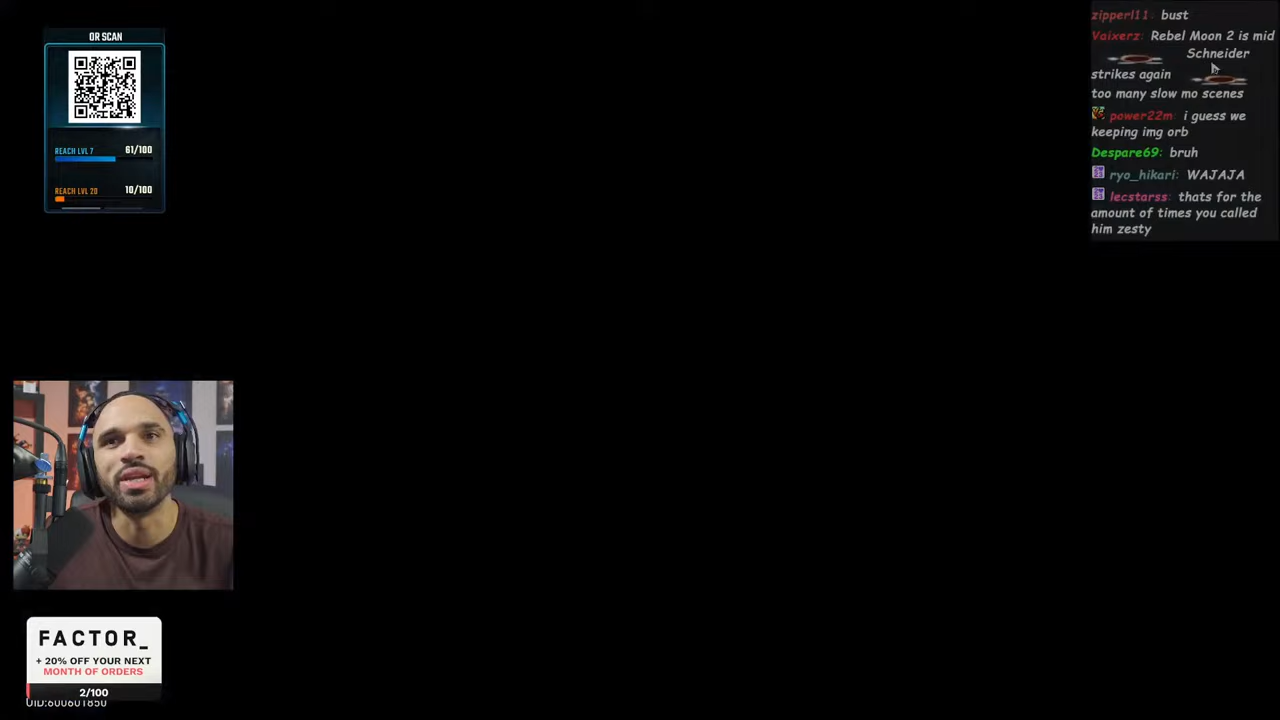 OR SCAN
REACH LVL 7 61/100
REACH LVL 20 10/100
zipperl11: bust
Vaixerz: Rebel Moon 2 is mid
Schneider
strikes again
too many slow mo scenes
power22m: i guess we
keeping img orb
Despare69: bruh
ryo_hikari: WAJAJA
lecstarss: thats for the
amount of times you called
him zesty
FACTOR_
+ 20% OFF YOUR NEXT
MONTH OF ORDERS
2/100
UID:600601850